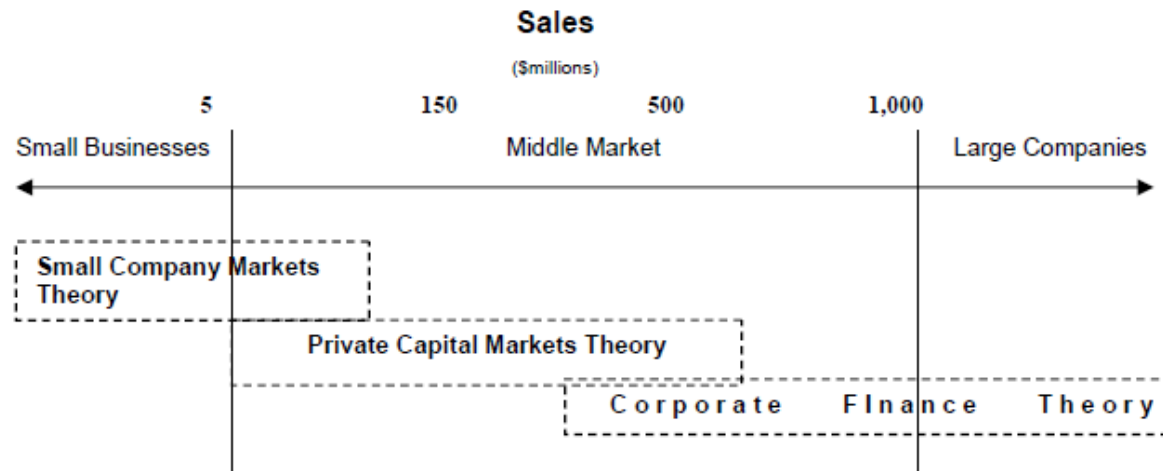 Sales
($millions)
5 150 500 1,000
Small Businesses Middle Market Large Companies
Small Company Markets
Theory
Private Capital Markets Theory
Corporate FInance Theory